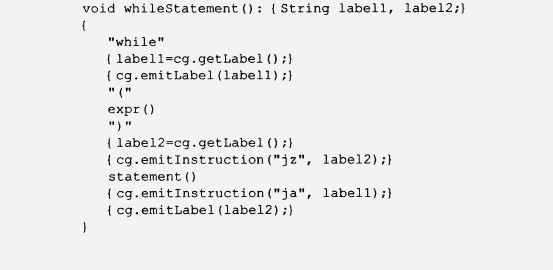 void whileStatement(): {String label1, label2;}
{
"while"
{label1=cg.getLabel();}
{cg.emitLabel(label1);}
"("
expr()
")"
{label2=cg.getLabel();}
{cg.emitInstruction("jz", label2);}
statement()
{cg.emitInstruction("ja", label1);}
{cg.emitLabel(label2);}
}